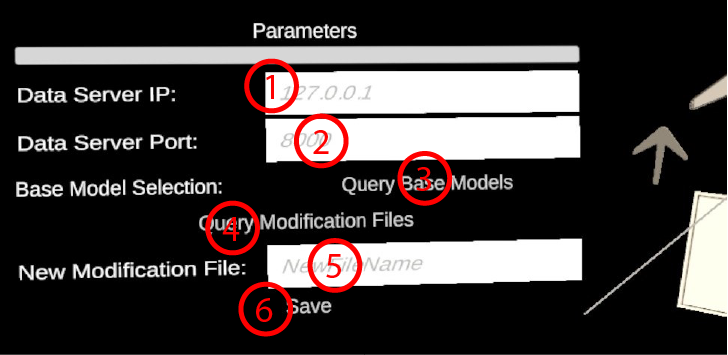 Parameters
Data Server IP: 1 127.0.0.1
Data Server Port: 8000 2
Base Model Selection: Query Base Models 3
4 Query Modification Files
New Modification File: NewFileName 5
6 Save